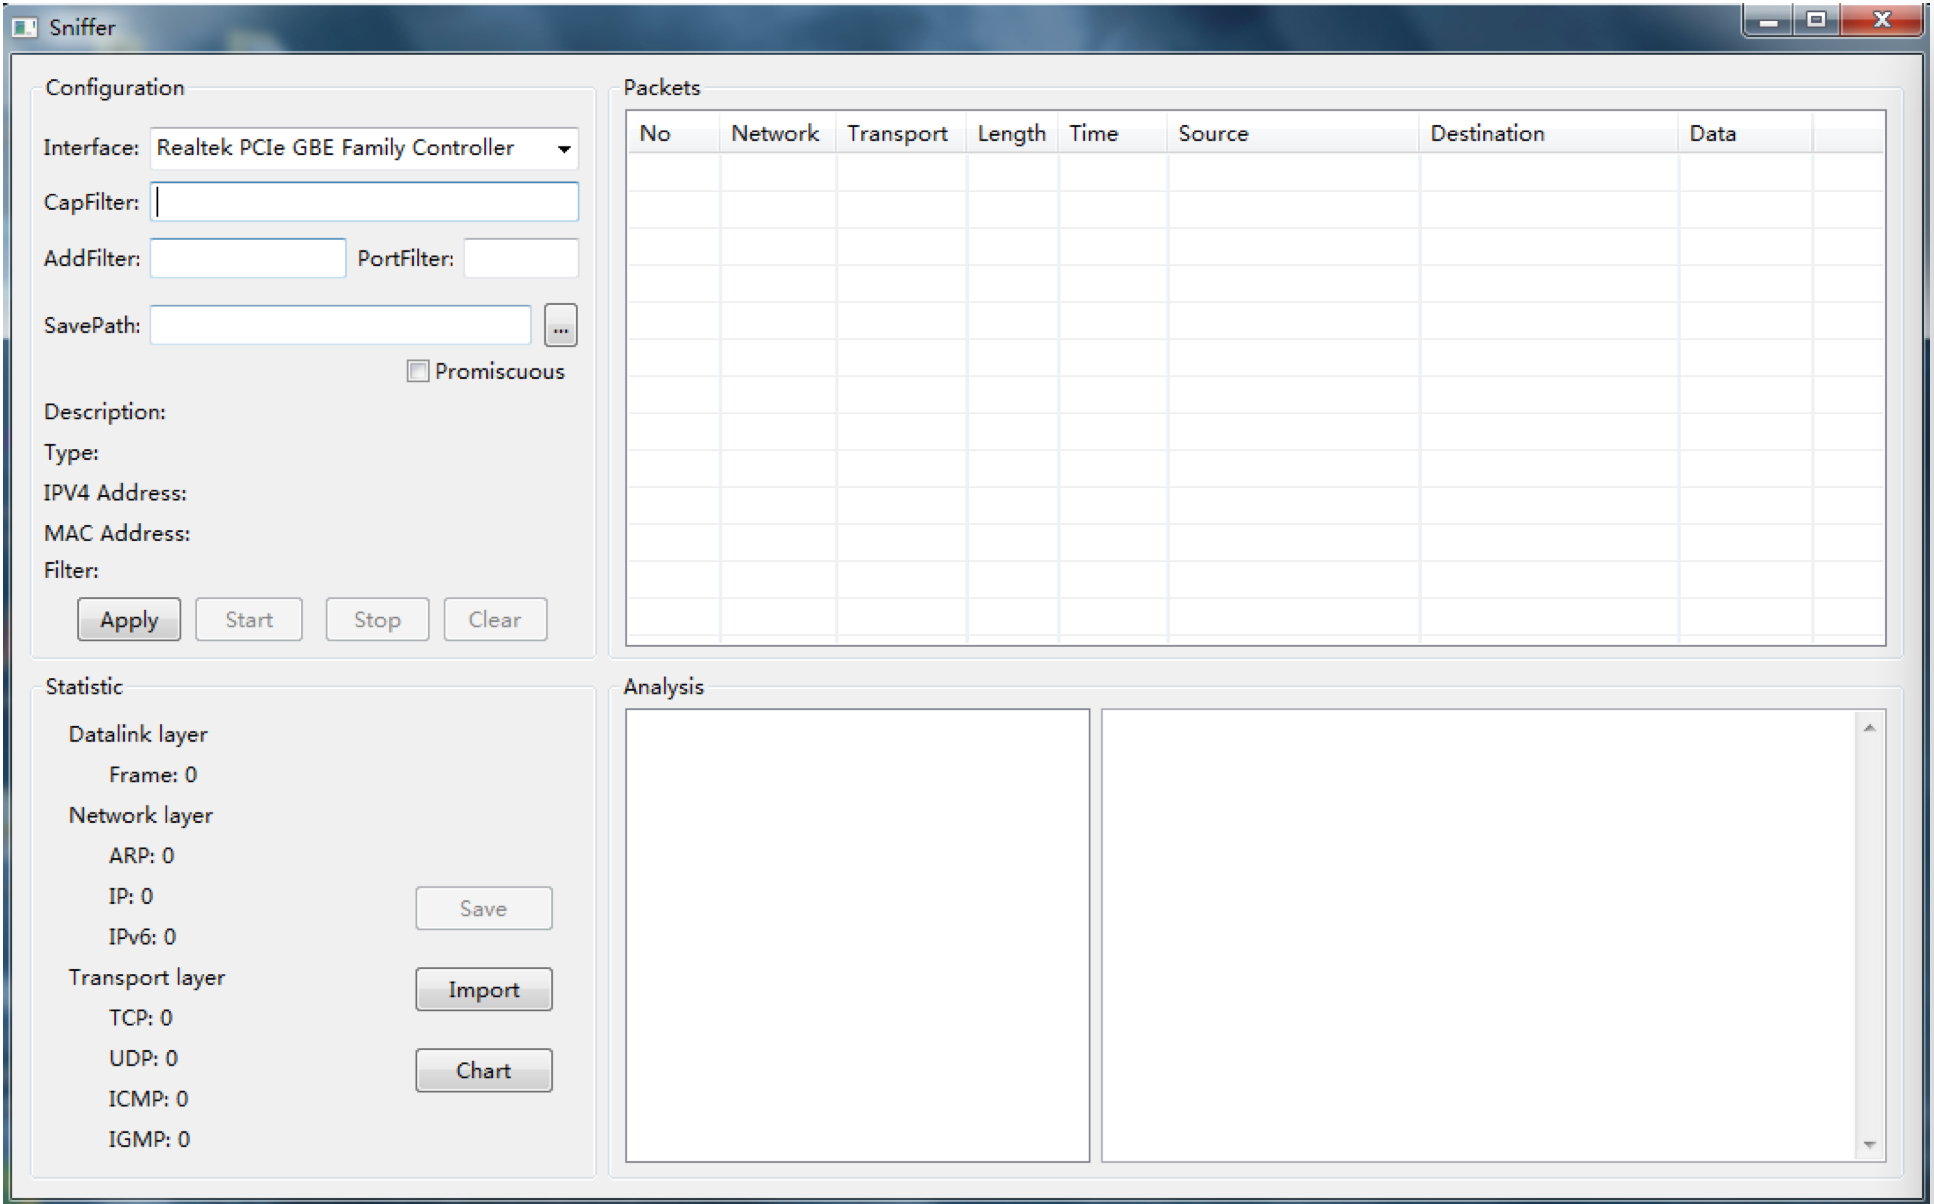 Sniffer
Configuration
Interface: Realtek PCIe GBE Family Controller
CapFilter:
AddFilter: PortFilter:
SavePath: ...
Promiscuous
Description:
Type:
IPV4 Address:
MAC Address:
Filter:
Apply Start Stop Clear
Packets
No Network Transport Length Time Source Destination Data
Statistic
Datalink layer
Frame: 0
Network layer
ARP: 0
IP: 0
IPv6: 0
Transport layer
TCP: 0
UDP: 0
ICMP: 0
IGMP: 0
Save
Import
Chart
Analysis